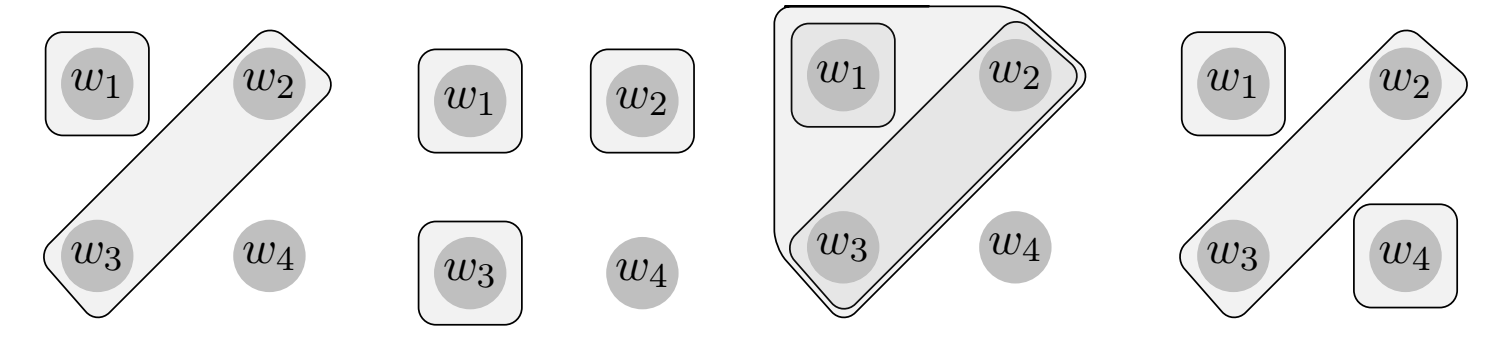 w₁ w₂ w₁ w₂ w₁ w₂ w₁ w₂
w₃ w₄ w₃ w₄ w₃ w₄ w₃ w₄